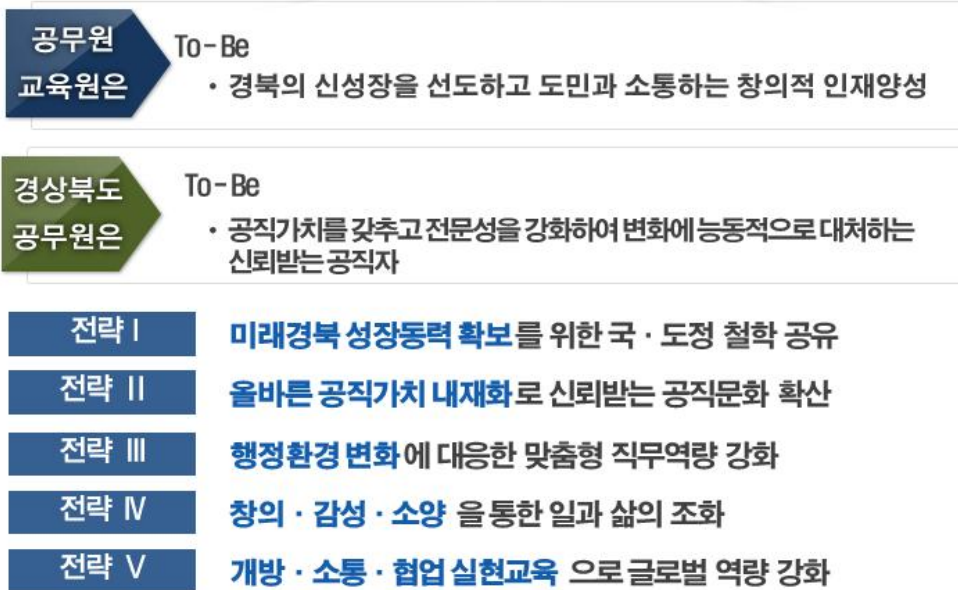 공무원
교육원은
To-Be
· 경북의 신성장을 선도하고 도민과 소통하는 창의적 인재양성
경상북도
공무원은
To-Be
· 공직가치를 갖추고 전문성을 강화하여 변화에 능동적으로 대처하는
신뢰받는 공직자
전략 Ⅰ 미래경북 성장동력 확보를 위한 국·도정 철학 공유
전략 Ⅱ 올바른 공직가치 내재화로 신뢰받는 공직문화 확산
전략 Ⅲ 행정환경 변화에 대응한 맞춤형 직무역량 강화
전략 Ⅳ 창의·감성·소양 을 통한 일과 삶의 조화
전략 Ⅴ 개방·소통·협업 실현교육 으로 글로벌 역량 강화